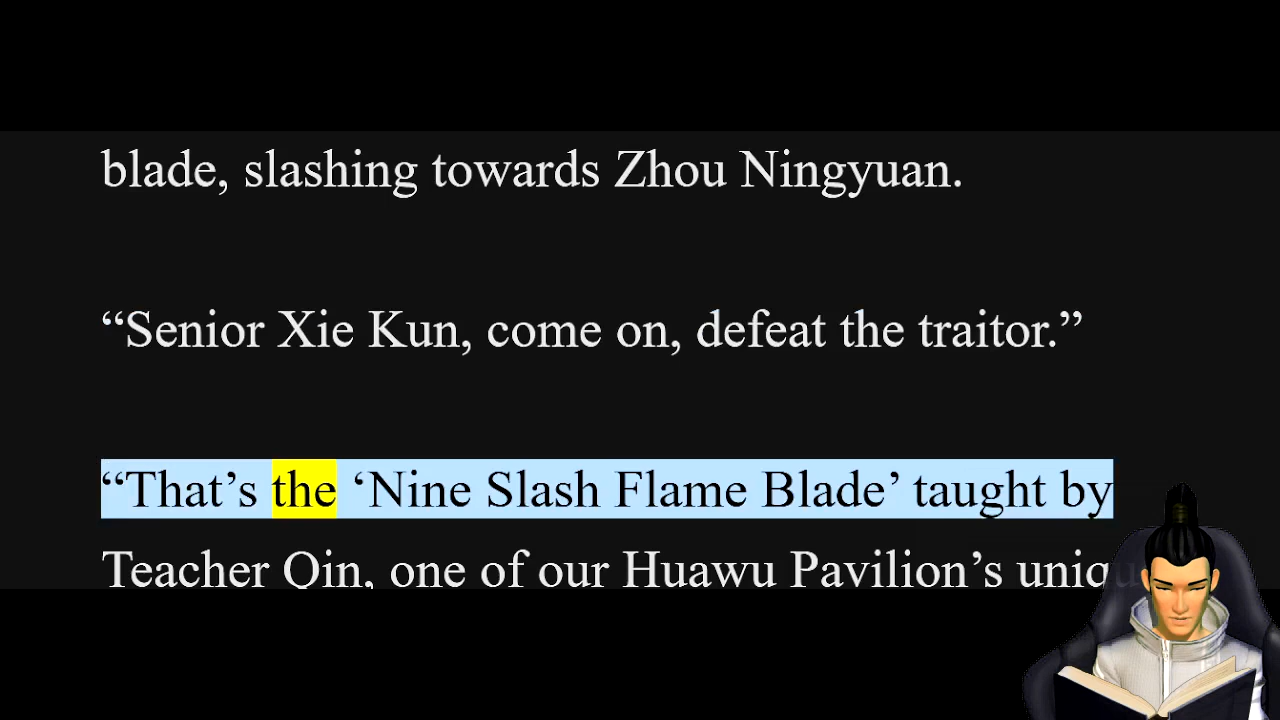 blade, slashing towards Zhou Ningyuan.
“Senior Xie Kun, come on, defeat the traitor.”
“That’s the ‘Nine Slash Flame Blade’ taught by
Teacher Qin, one of our Huawu Pavilion’s